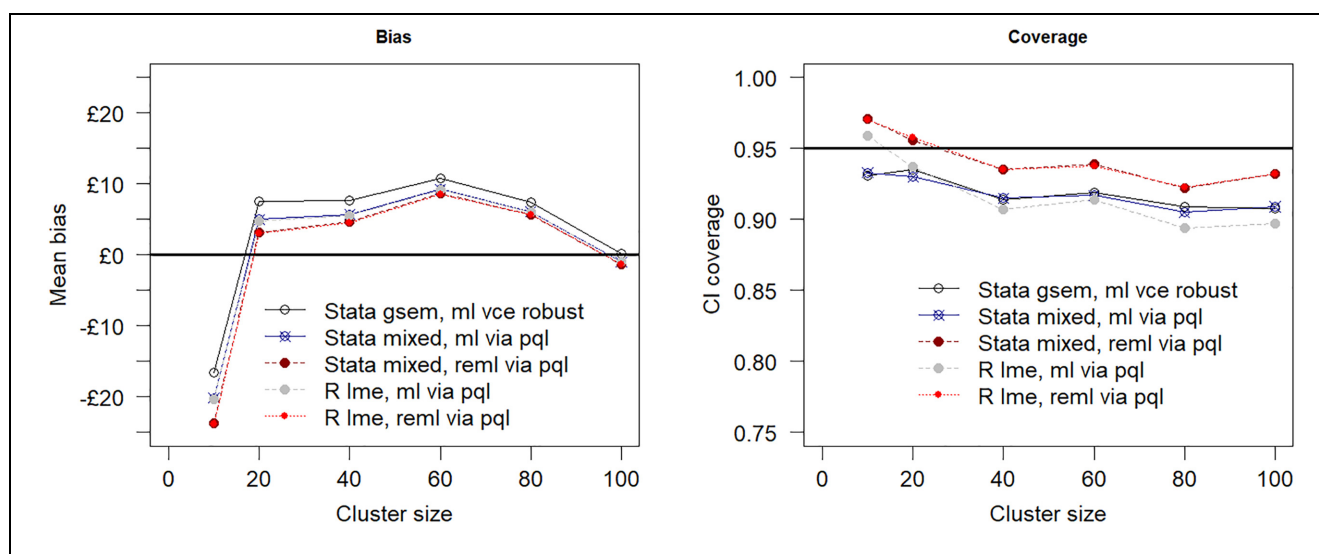 Bias
Mean bias
£20
£10
£0
-£10
-£20
Stata gsem, ml vce robust
Stata mixed, ml via pql
Stata mixed, reml via pql
R lme, ml via pql
R lme, reml via pql
0 20 40 60 80 100
Cluster size
Coverage
CI coverage
1.00
0.95
0.90
0.85
0.80
0.75
Stata gsem, ml vce robust
Stata mixed, ml via pql
Stata mixed, reml via pql
R lme, ml via pql
R lme, reml via pql
0 20 40 60 80 100
Cluster size